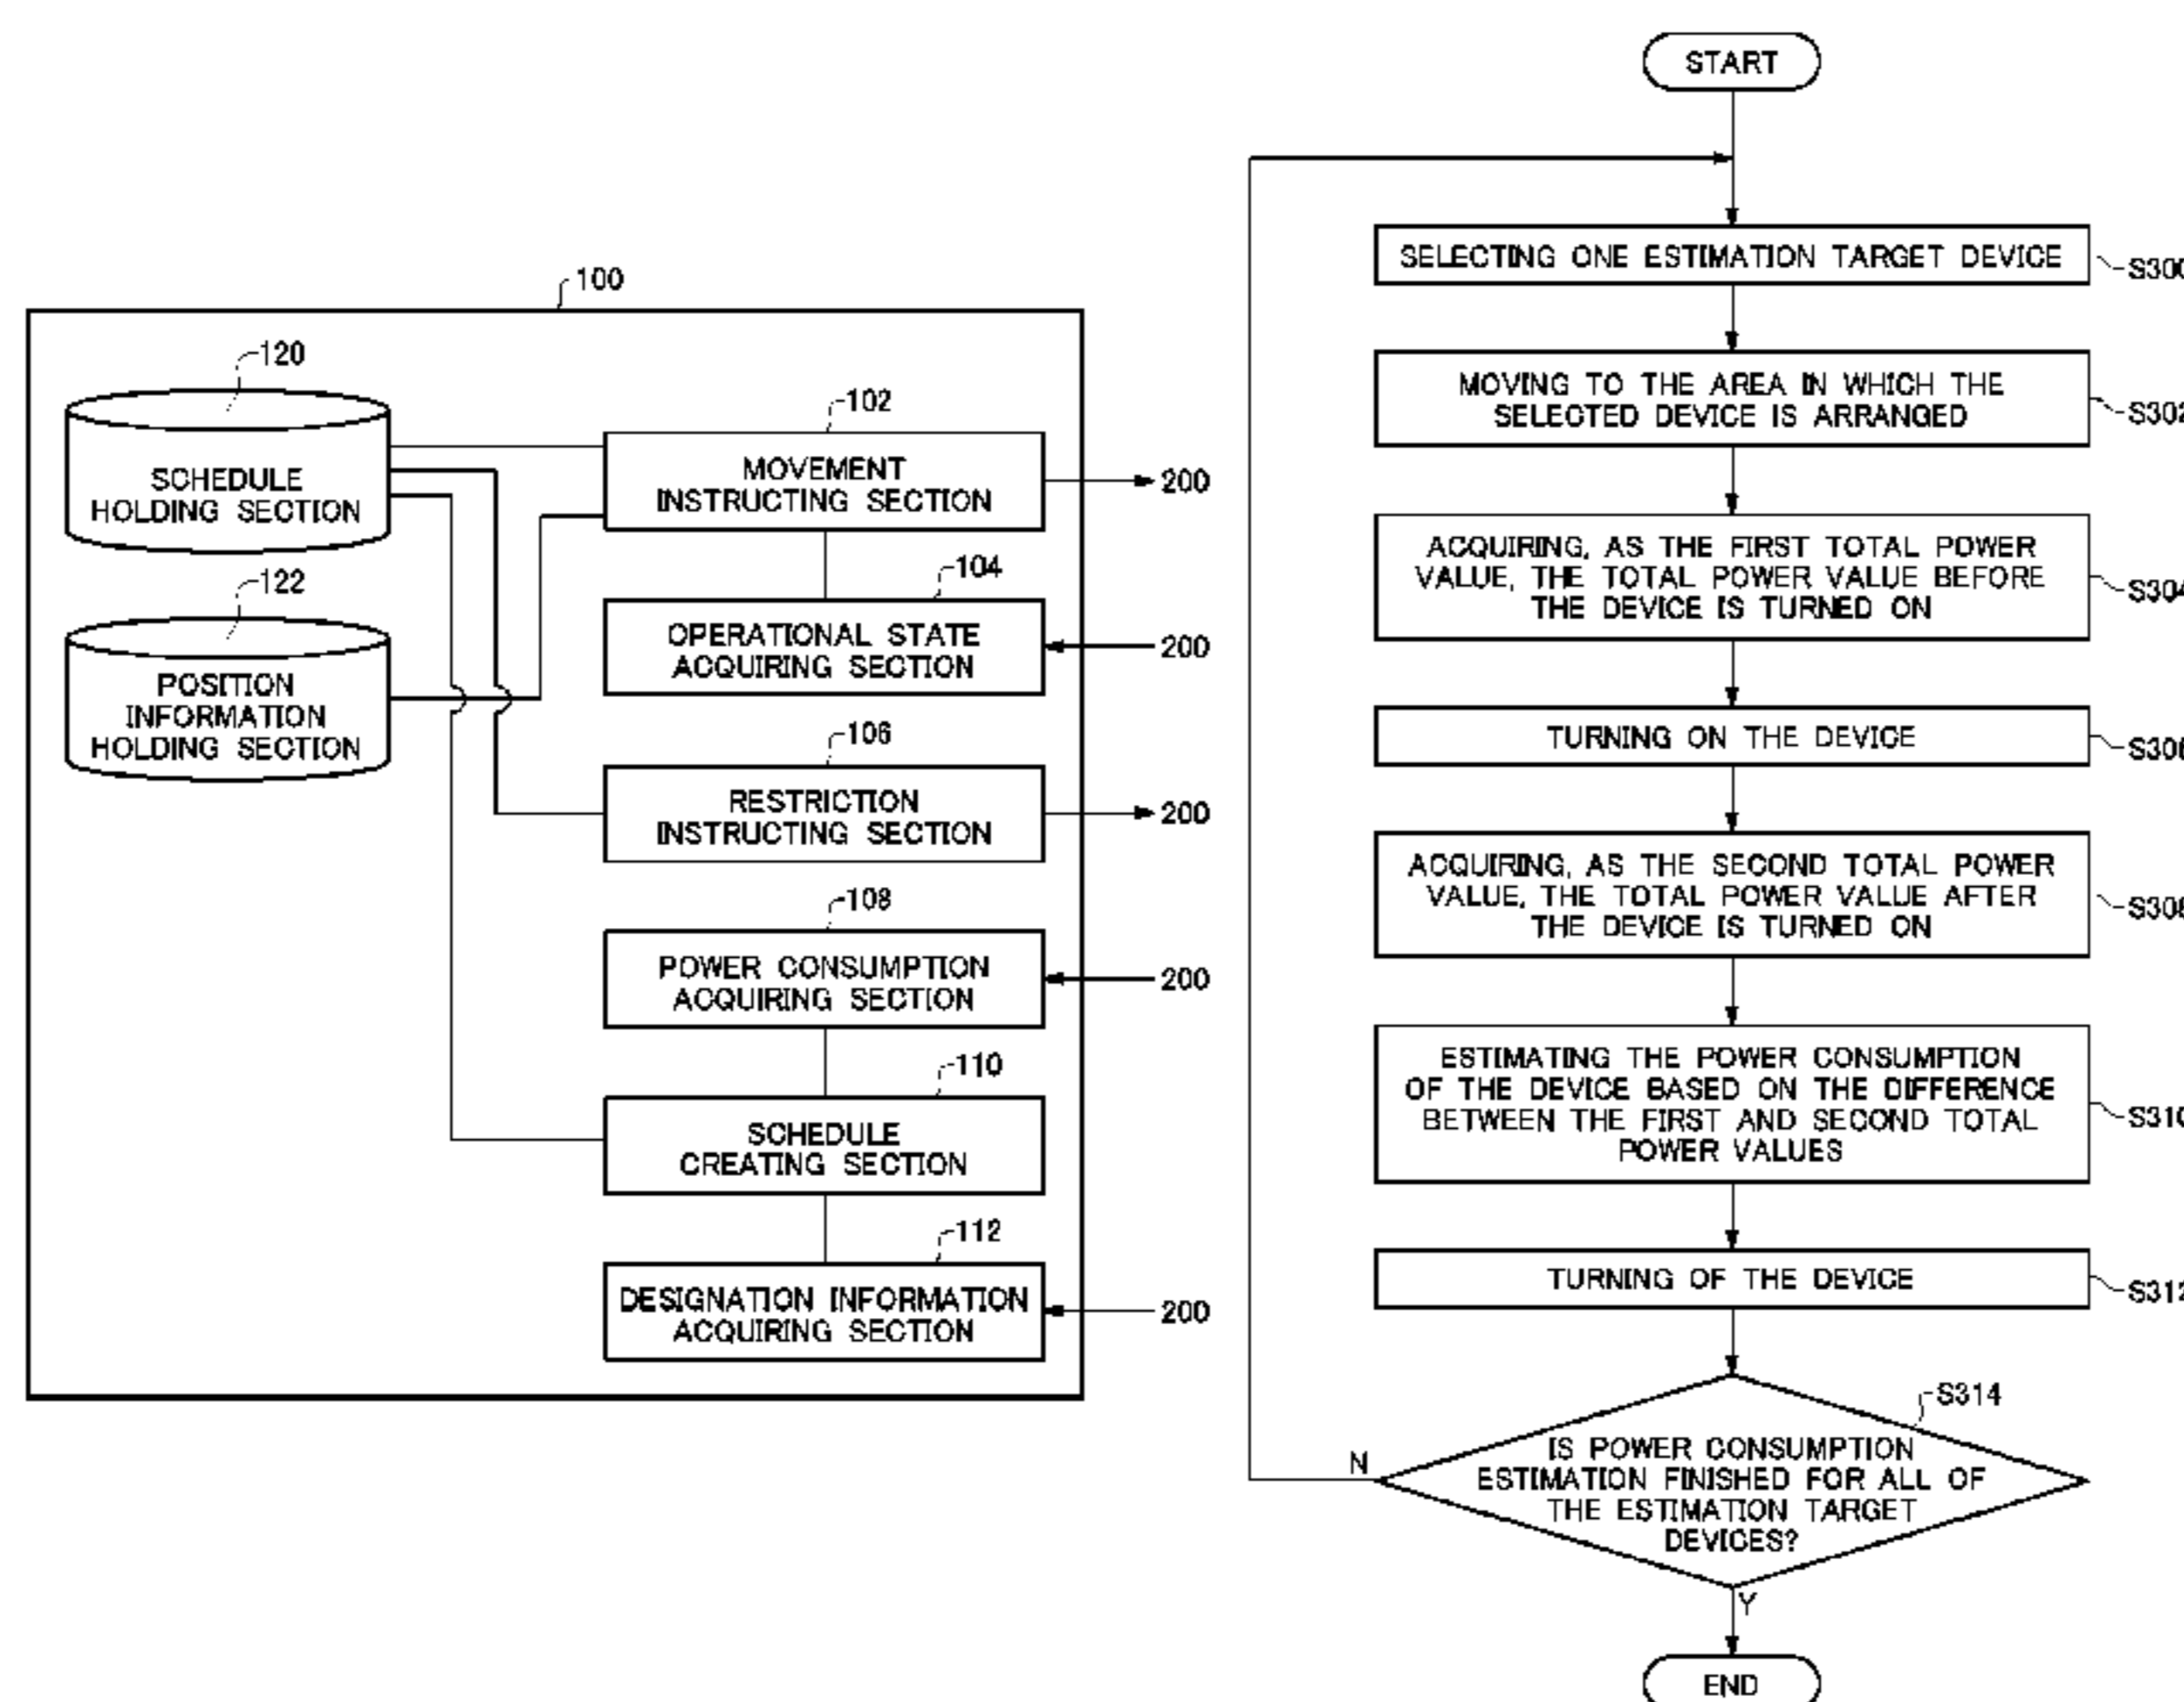 100
120
SCHEDULE
HOLDING SECTION
122
POSITION
INFORMATION
HOLDING SECTION
102
MOVEMENT
INSTRUCTING SECTION
200
104
OPERATIONAL STATE
ACQUIRING SECTION
200
106
RESTRICTION
INSTRUCTING SECTION
200
108
POWER CONSUMPTION
ACQUIRING SECTION
200
110
SCHEDULE
CREATING SECTION
112
DESIGNATION INFORMATION
ACQUIRING SECTION
200
START
SELECTING ONE ESTIMATION TARGET DEVICE
S300
MOVING TO THE AREA IN WHICH THE
SELECTED DEVICE IS ARRANGED
S302
ACQUIRING, AS THE FIRST TOTAL POWER
VALUE, THE TOTAL POWER VALUE BEFORE
THE DEVICE IS TURNED ON
S304
TURNING ON THE DEVICE
S306
ACQUIRING, AS THE SECOND TOTAL POWER
VALUE, THE TOTAL POWER VALUE AFTER
THE DEVICE IS TURNED ON
S308
ESTIMATING THE POWER CONSUMPTION
OF THE DEVICE BASED ON THE DIFFERENCE
BETWEEN THE FIRST AND SECOND TOTAL
POWER VALUES
S310
TURNING OF THE DEVICE
S312
S314
IS POWER CONSUMPTION
ESTIMATION FINISHED FOR ALL OF
THE ESTIMATION TARGET
DEVICES?
N
Y
END